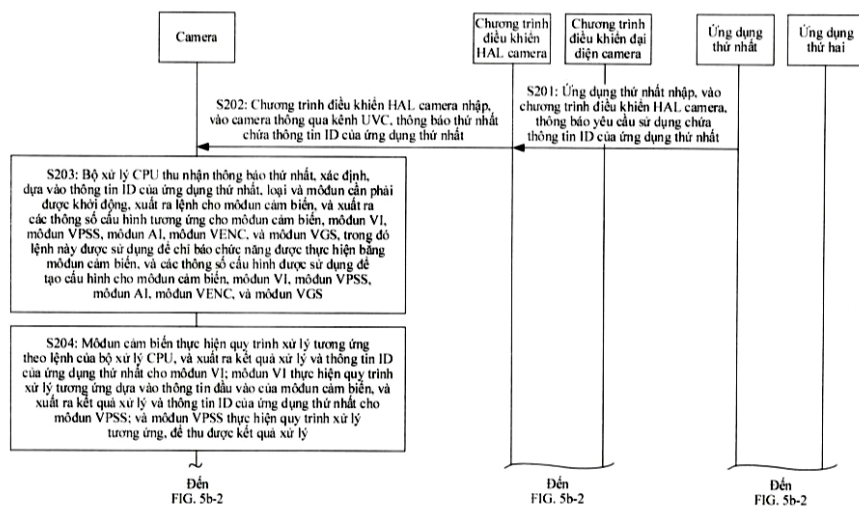 Camera
Chương trình
điều khiển
HAL camera
Chương trình
điều khiển đại
diện camera
Ứng dụng
thứ nhất
Ứng dụng
thứ hai
S201: Ứng dụng thứ nhất nhập, vào
chương trình điều khiển HAL camera,
thông báo yêu cầu sử dụng chứa
thông tin ID của ứng dụng thứ nhất
S202: Chương trình điều khiển HAL camera nhập,
vào camera thông qua kênh UVC, thông báo thứ nhất
chứa thông tin ID của ứng dụng thứ nhất
S203: Bộ xử lý CPU thu nhận thông báo thứ nhất, xác định,
dựa vào thông tin ID của ứng dụng thứ nhất, loại và môđun cần phải
được khởi động, xuất ra lệnh cho môđun cảm biến, và xuất ra
các thông số cấu hình tương ứng cho môđun cảm biến, môđun VI,
môđun VPSS, môđun AI, môđun VENC, và môđun VGS, trong đó
lệnh này được sử dụng để chỉ báo chức năng được thực hiện bằng
môđun cảm biến, và các thông số cấu hình được sử dụng để
tạo cấu hình cho môđun cảm biến, môđun VI, môđun VPSS,
môđun AI, môđun VENC, và môđun VGS
S204: Môđun cảm biến thực hiện quy trình xử lý tương ứng
theo lệnh của bộ xử lý CPU, và xuất ra kết quả xử lý và thông tin ID
của ứng dụng thứ nhất cho môđun VI; môđun VI thực hiện quy trình
xử lý tương ứng dựa vào thông tin đầu vào của môđun cảm biến, và
xuất ra kết quả xử lý và thông tin ID của ứng dụng thứ nhất cho
môđun VPSS; và môđun VPSS thực hiện quy trình xử lý
tương ứng, để thu được kết quả xử lý
Đến
FIG. 5b-2
Đến
FIG. 5b-2
Đến
FIG. 5b-2